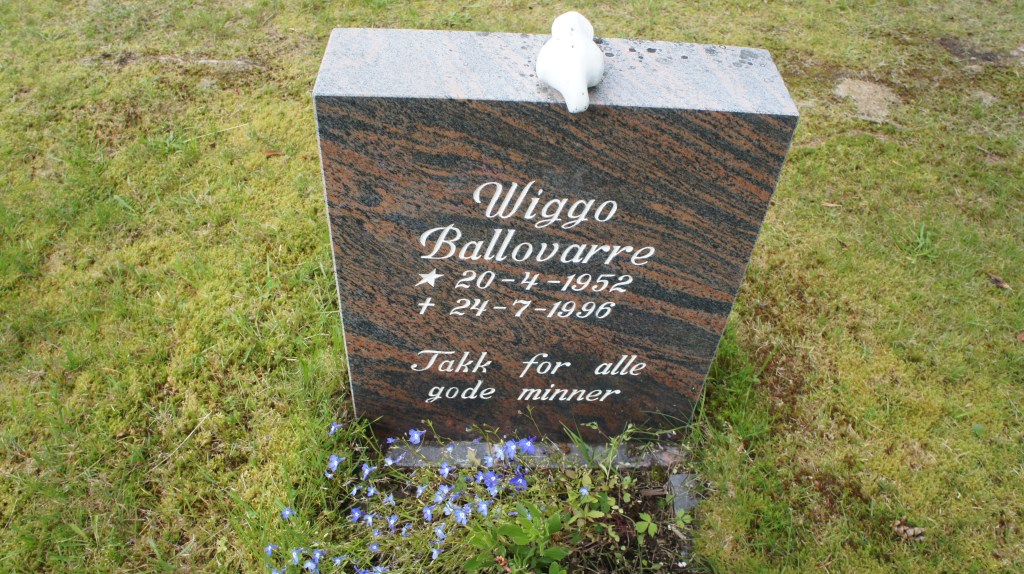 Wiggo
Ballovarre
★ 20-4-1952
✝ 24-7-1996
Takk for alle
gode minner